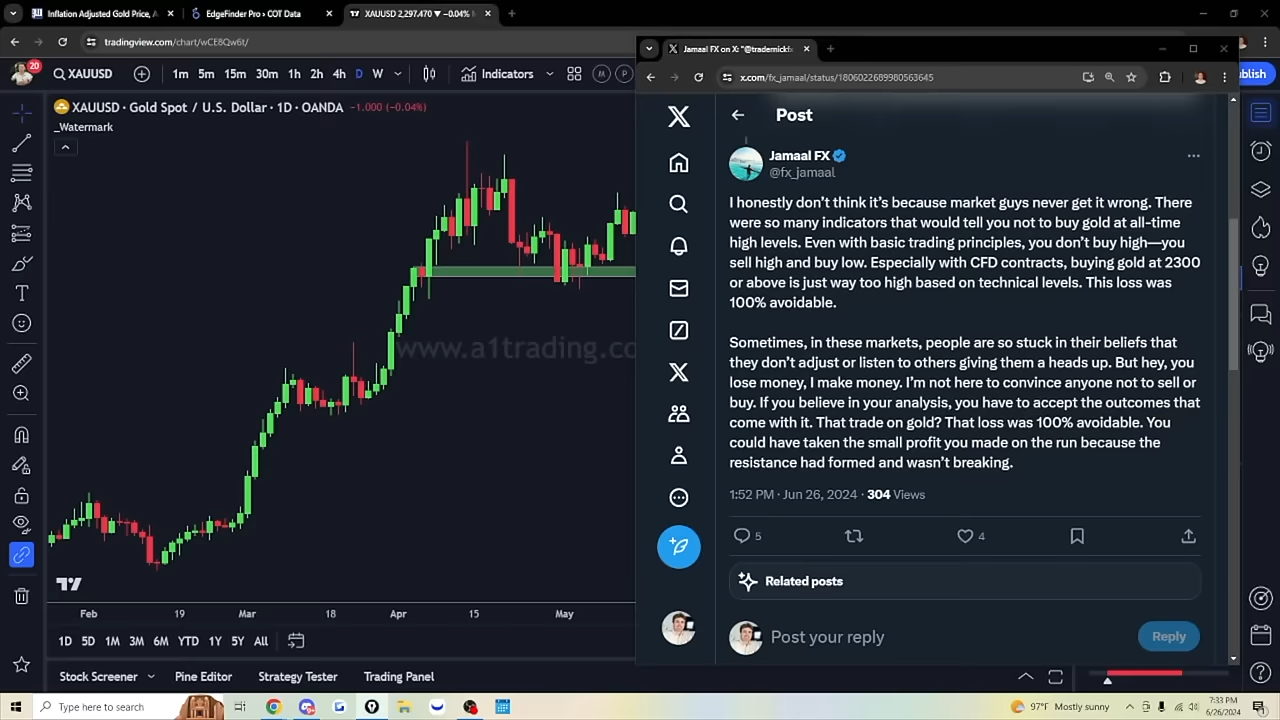 Inflation Adjusted Gold Price, A
EdgeFinder Pro › COT Data
XAUUSD 2,297.470 ▼ −0.04%
tradingview.com/chart/wCE8Qw6t/
Jamaal FX on X: "@trademickf
x.com/fx_jamaal/status/1806022689980563645
20
XAUUSD
1m 5m 15m 30m 1h 2h 4h D W
Indicators
M P
blish
XAUUSD · Gold Spot / U.S. Dollar · 1D · OANDA −1.000 (−0.04%)
_Watermark
www.a1trading.co
Post
Jamaal FX
@fx_jamaal
I honestly don't think it's because market guys never get it wrong. There
were so many indicators that would tell you not to buy gold at all-time
high levels. Even with basic trading principles, you don't buy high—you
sell high and buy low. Especially with CFD contracts, buying gold at 2300
or above is just way too high based on technical levels. This loss was
100% avoidable.
Sometimes, in these markets, people are so stuck in their beliefs that
they don't adjust or listen to others giving them a heads up. But hey, you
lose money, I make money. I'm not here to convince anyone not to sell or
buy. If you believe in your analysis, you have to accept the outcomes that
come with it. That trade on gold? That loss was 100% avoidable. You
could have taken the small profit you made on the run because the
resistance had formed and wasn't breaking.
1:52 PM · Jun 26, 2024 · 304 Views
5
4
Related posts
Post your reply
Reply
Feb 19 Mar 18 Apr 15 May
1D 5D 1M 3M 6M YTD 1Y 5Y All
Stock Screener Pine Editor Strategy Tester Trading Panel
Type here to search
97°F Mostly sunny
7:33 PM
6/26/2024